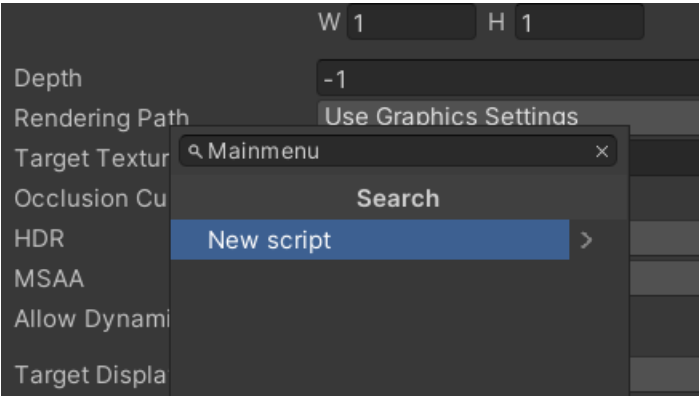 W 1 H 1
Depth -1
Rendering Path Use Graphics Settings
Mainmenu
Target Textur
Search
Occlusion Cu
New script
HDR
MSAA
Allow Dynami
Target Displa